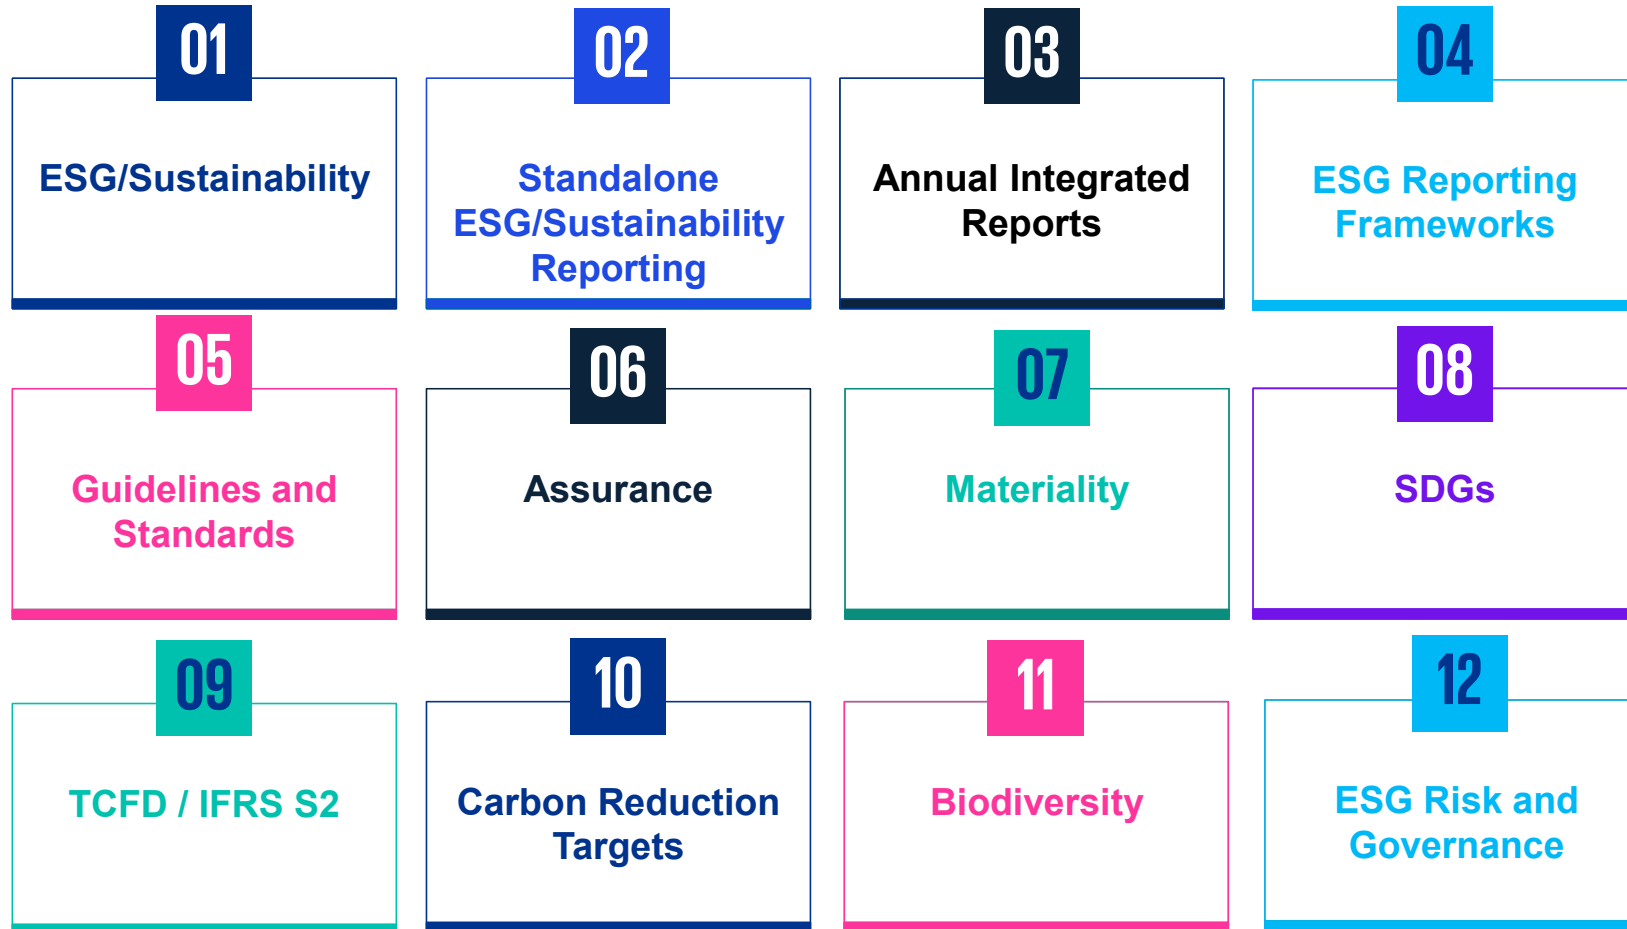 01
ESG/Sustainability
02
Standalone
ESG/Sustainability
Reporting
03
Annual Integrated
Reports
04
ESG Reporting
Frameworks
05
Guidelines and
Standards
06
Assurance
07
Materiality
08
SDGs
09
TCFD / IFRS S2
10
Carbon Reduction
Targets
11
Biodiversity
12
ESG Risk and
Governance